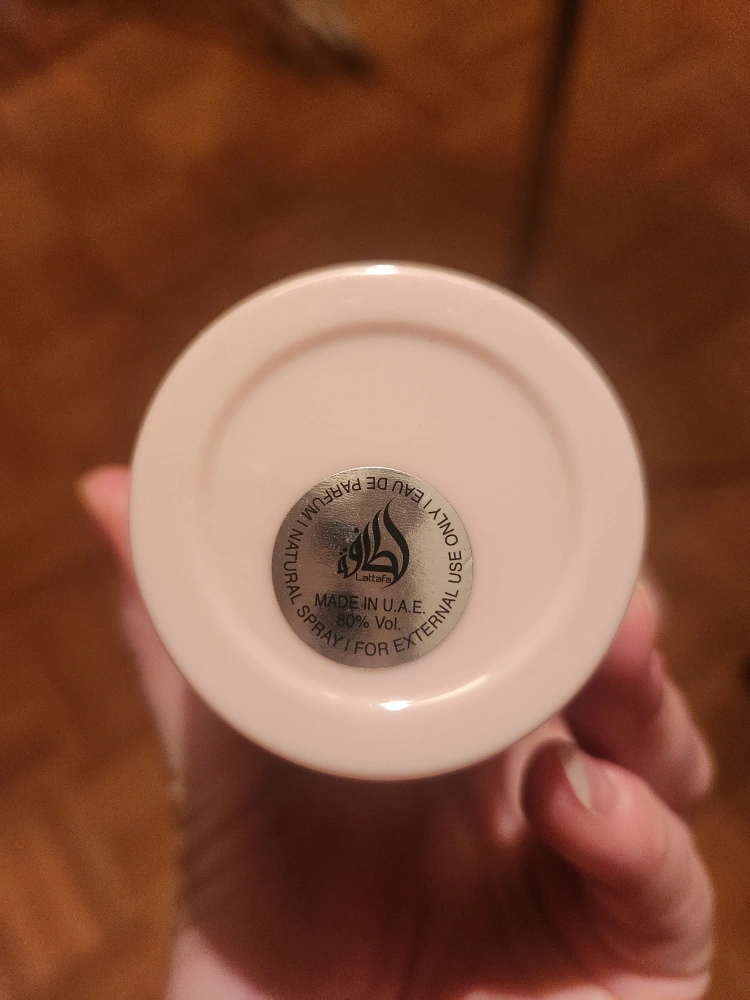 لطافة
Lattafa
MADE IN U.A.E.
80% Vol.
EAU DE PARFUM | NATURAL SPRAY | FOR EXTERNAL USE ONLY |